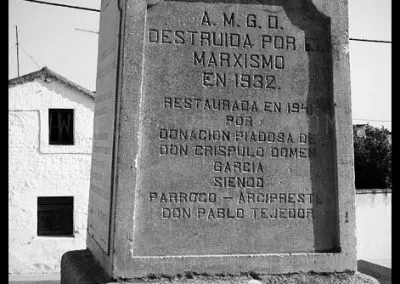 A. M. G. D.
DESTRUIDA POR EL
MARXISMO
EN 1932.
RESTAURADA EN
POR
DONACION PIADOSA DE
DON CRISPULO
GARCIA
SIENDO
PARROCO — ARCIPRESTE
DON PABLO TEJEDOR